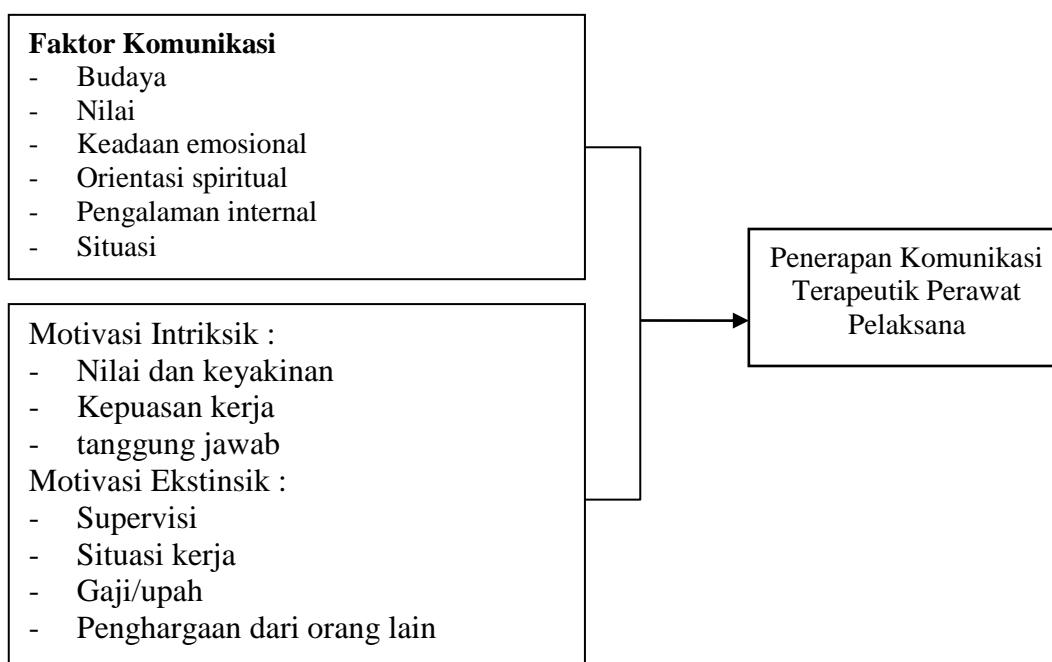 Faktor Komunikasi
- Budaya
- Nilai
- Keadaan emosional
- Orientasi spiritual
- Pengalaman internal
- Situasi
Motivasi Intriksik :
- Nilai dan keyakinan
- Kepuasan kerja
- tanggung jawab
Motivasi Ekstinsik :
- Supervisi
- Situasi kerja
- Gaji/upah
- Penghargaan dari orang lain
Penerapan Komunikasi
Terapeutik Perawat
Pelaksana